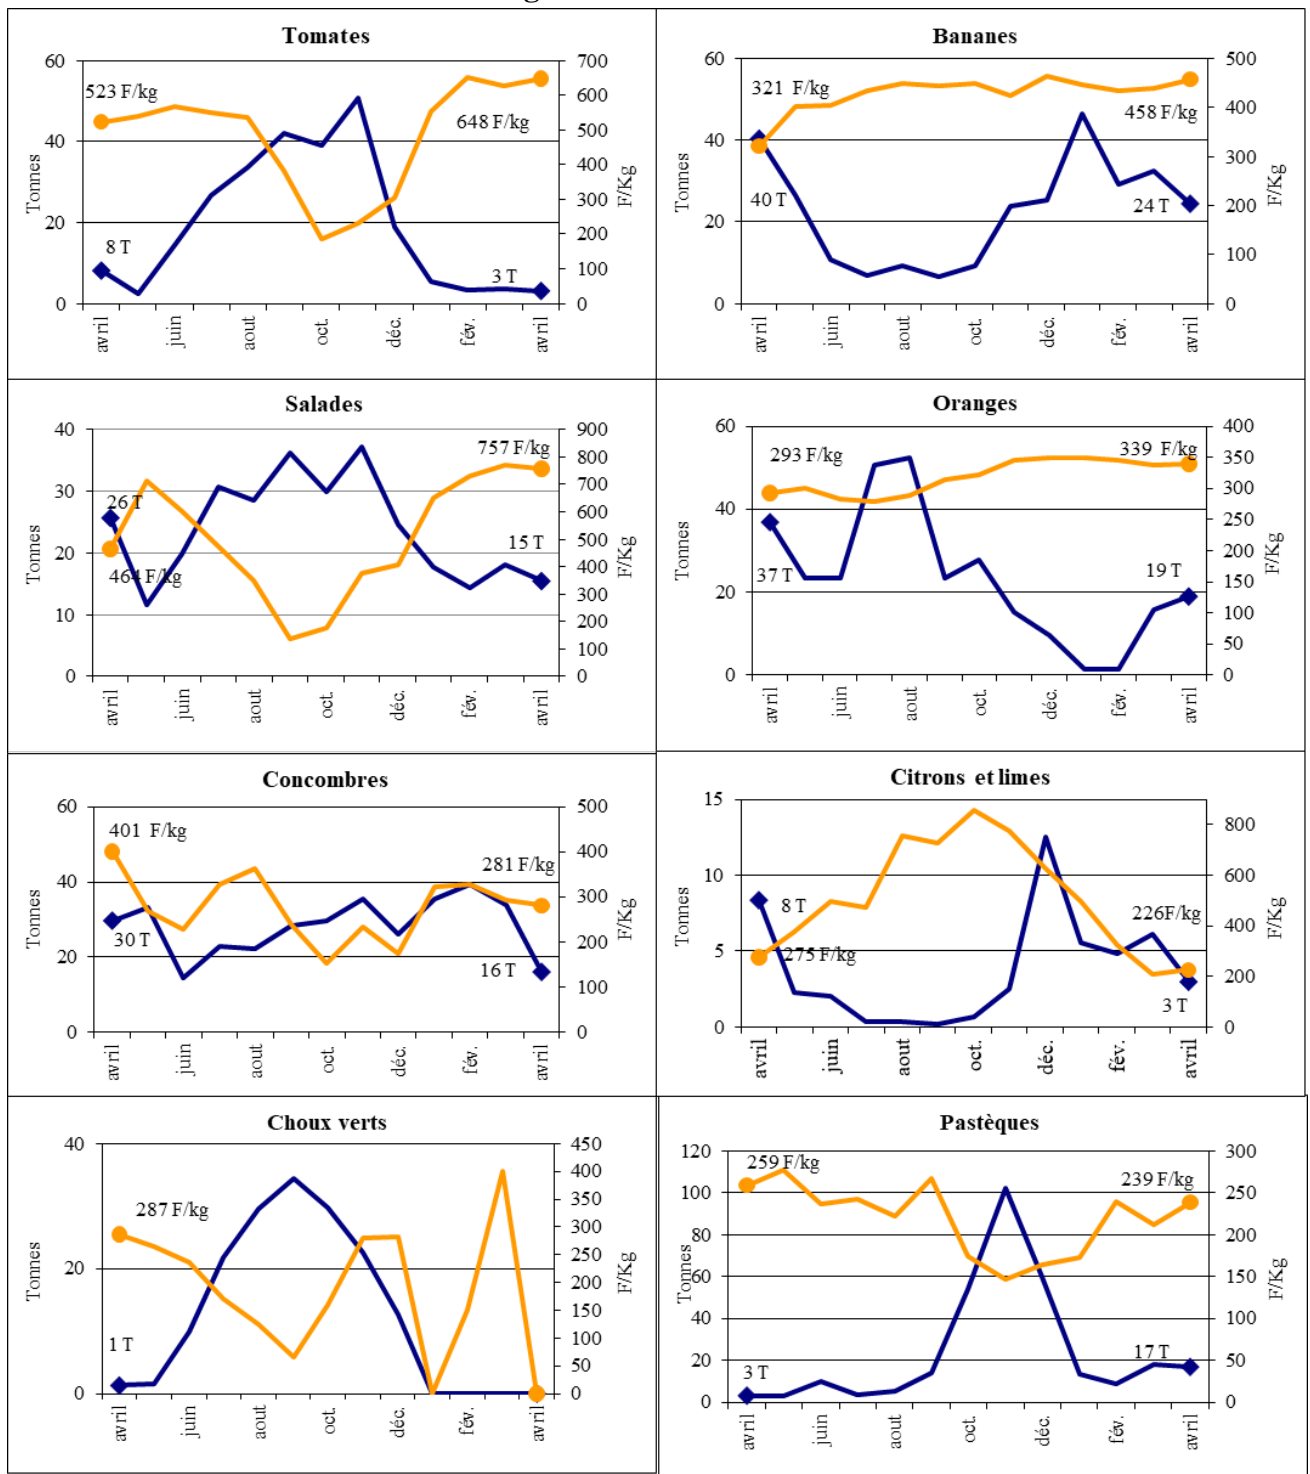 Tomates
60
40
20
0
700
600
500
400
300
200
100
0
Tonnes
F/Kg
523 F/kg
648 F/kg
8 T
3 T
avril
juin
aout
oct.
déc.
fév.
avril
Bananes
60
40
20
0
500
400
300
200
100
0
Tonnes
F/Kg
321 F/kg
458 F/kg
40 T
24 T
avril
juin
aout
oct.
déc.
fév.
avril
Salades
40
30
20
10
0
900
800
700
600
500
400
300
200
100
0
Tonnes
F/Kg
757 F/kg
26 T
15 T
464 F/kg
avril
juin
aout
oct.
déc.
fév.
avril
Oranges
60
40
20
0
400
350
300
250
200
150
100
50
0
Tonnes
F/Kg
293 F/kg
339 F/kg
37 T
19 T
avril
juin
aout
oct.
déc.
fév.
avril
Concombres
60
40
20
0
500
400
300
200
100
0
Tonnes
F/Kg
401 F/kg
281 F/kg
30 T
16 T
avril
juin
aout
oct.
déc.
fév.
avril
Citrons et limes
15
10
5
0
800
600
400
200
0
Tonnes
F/Kg
8 T
226F/kg
275 F/kg
3 T
avril
juin
aout
oct.
déc.
fév.
avril
Choux verts
40
20
0
450
400
350
300
250
200
150
100
50
0
Tonnes
F/Kg
287 F/kg
1 T
avril
juin
aout
oct.
déc.
fév.
avril
Pastèques
120
100
80
60
40
20
0
300
250
200
150
100
50
0
Tonnes
F/Kg
259 F/kg
239 F/kg
3 T
17 T
avril
juin
aout
oct.
déc.
fév.
avril